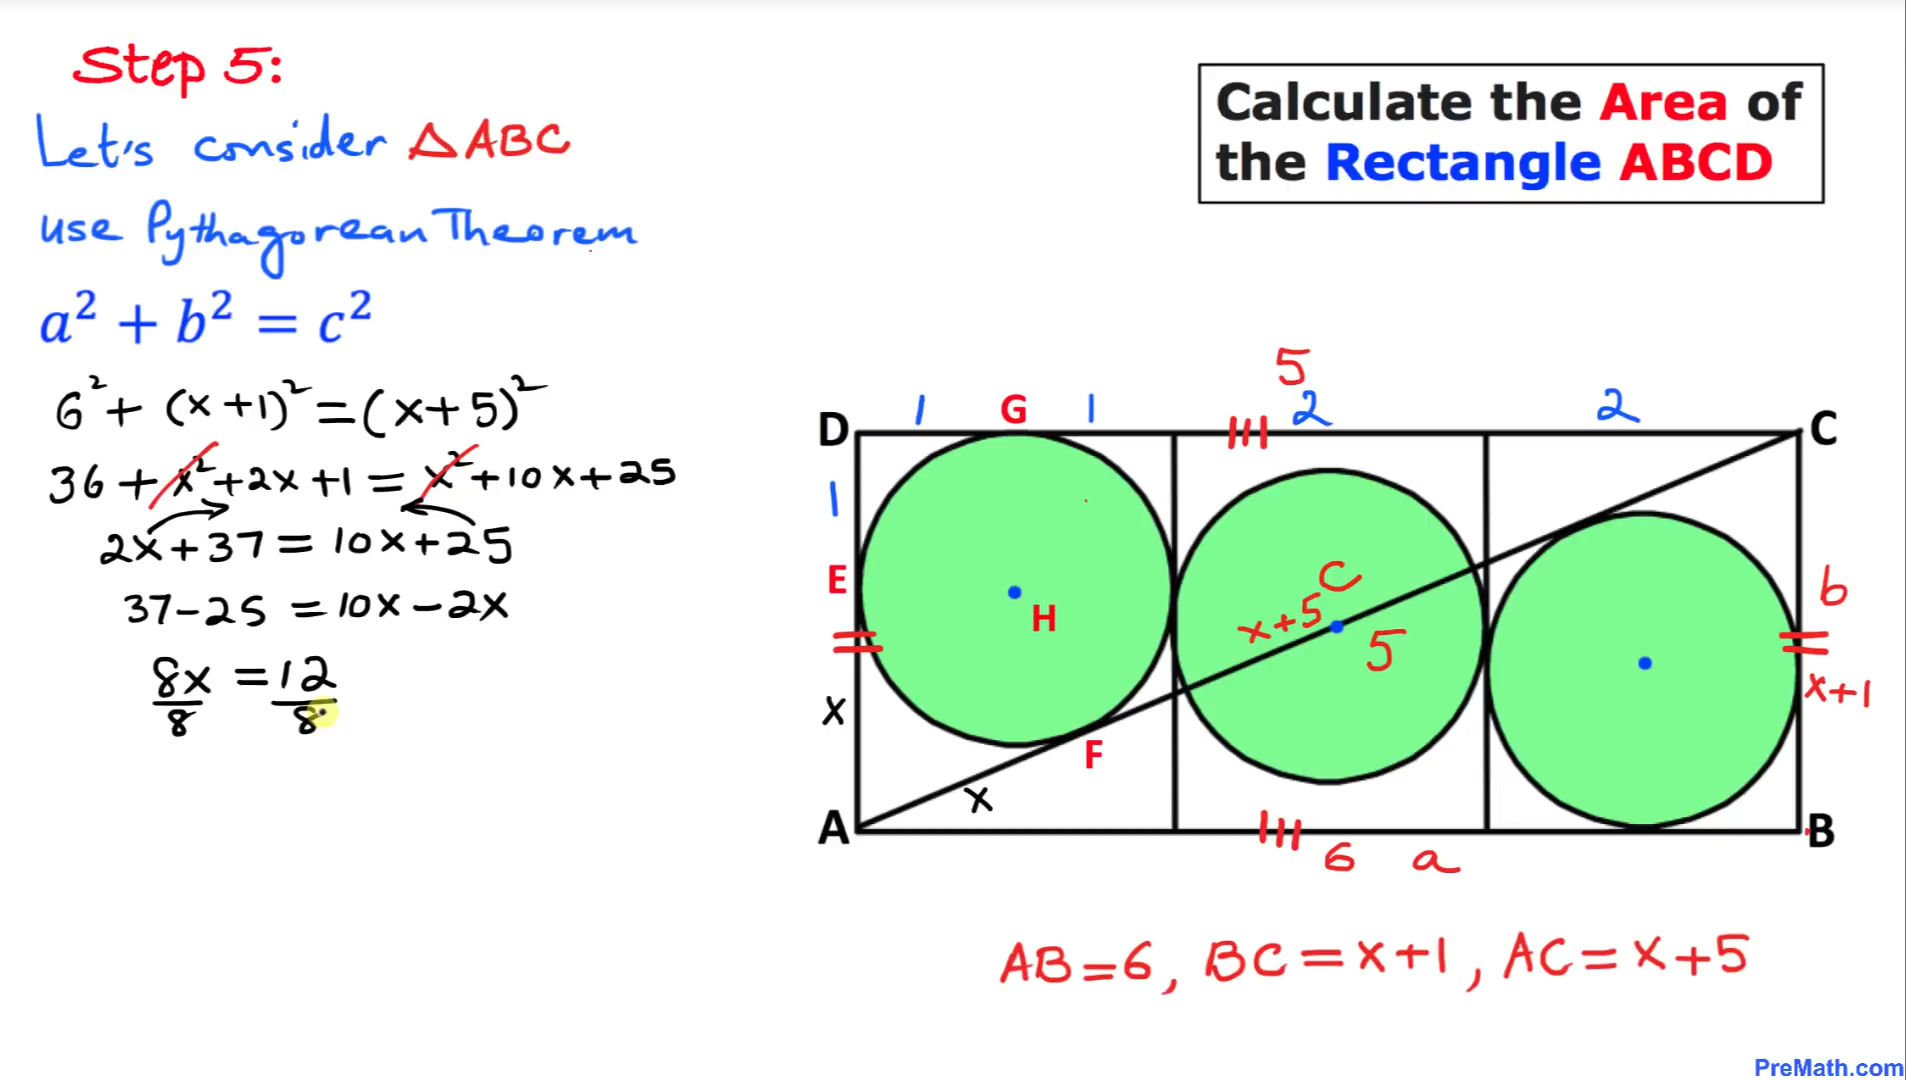 Step 5:
Let's consider △ABC
use Pythagorean Theorem
a² + b² = c²
6² + (x+1)² = (x+5)²
36 + x² + 2x + 1 = x² + 10x + 25
2x + 37 = 10x + 25
37 - 25 = 10x - 2x
8x = 12
8 8
Calculate the Area of
the Rectangle ABCD
5
D 1 G 1 2 2 C
1
E C b
H x+5 5
x x+1
F
x
A B
6 a
AB = 6, BC = x+1, AC = x+5
PreMath.com